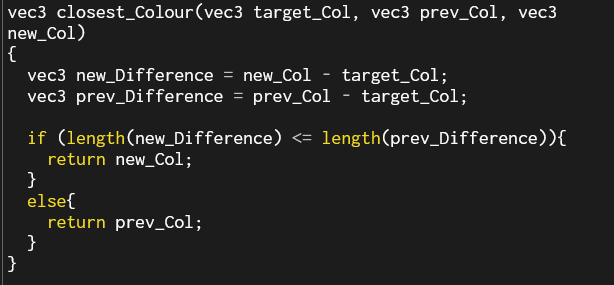 vec3 closest_Colour(vec3 target_Col, vec3 prev_Col, vec3
new_Col)
{
  vec3 new_Difference = new_Col - target_Col;
  vec3 prev_Difference = prev_Col - target_Col;

  if (length(new_Difference) <= length(prev_Difference)){
    return new_Col;
  }
  else{
    return prev_Col;
  }
}